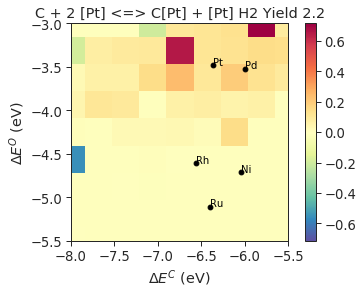 C + 2 [Pt] <=> C[Pt] + [Pt] H2 Yield 2.2
−3.0
−3.5
−4.0
−4.5
−5.0
−5.5
ΔE^O (eV)
Pt
Pd
Rh
Ni
Ru
−8.0 −7.5 −7.0 −6.5 −6.0 −5.5
ΔE^C (eV)
0.6
0.4
0.2
0.0
−0.2
−0.4
−0.6